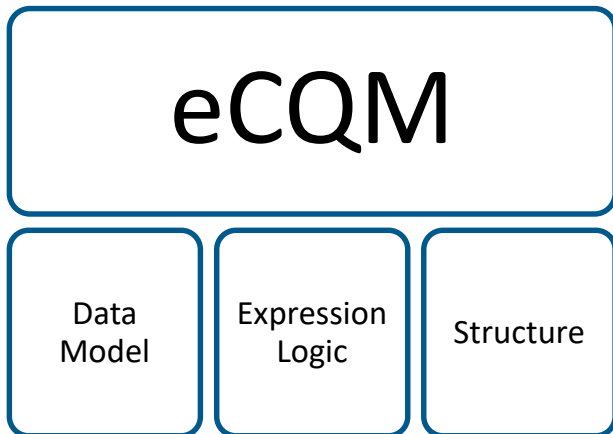 eCQM
Data
Model
Expression
Logic
Structure